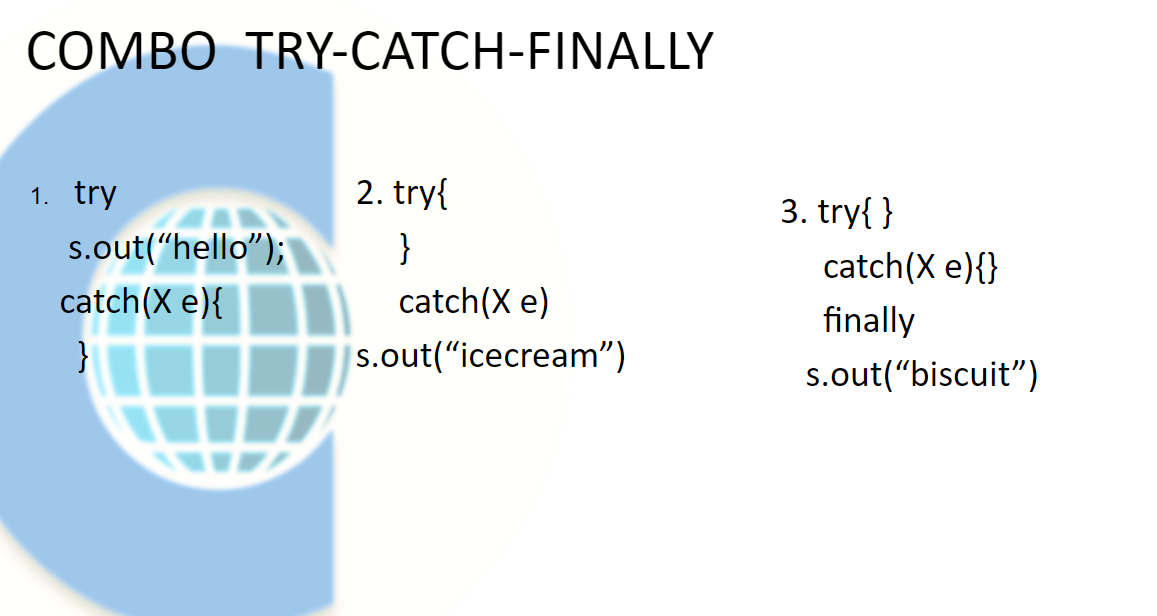 COMBO TRY-CATCH-FINALLY
1. try
s.out(“hello”);
catch(X e){
}
2. try{
}
catch(X e)
s.out(“icecream”)
3. try{ }
catch(X e){}
finally
s.out(“biscuit”)